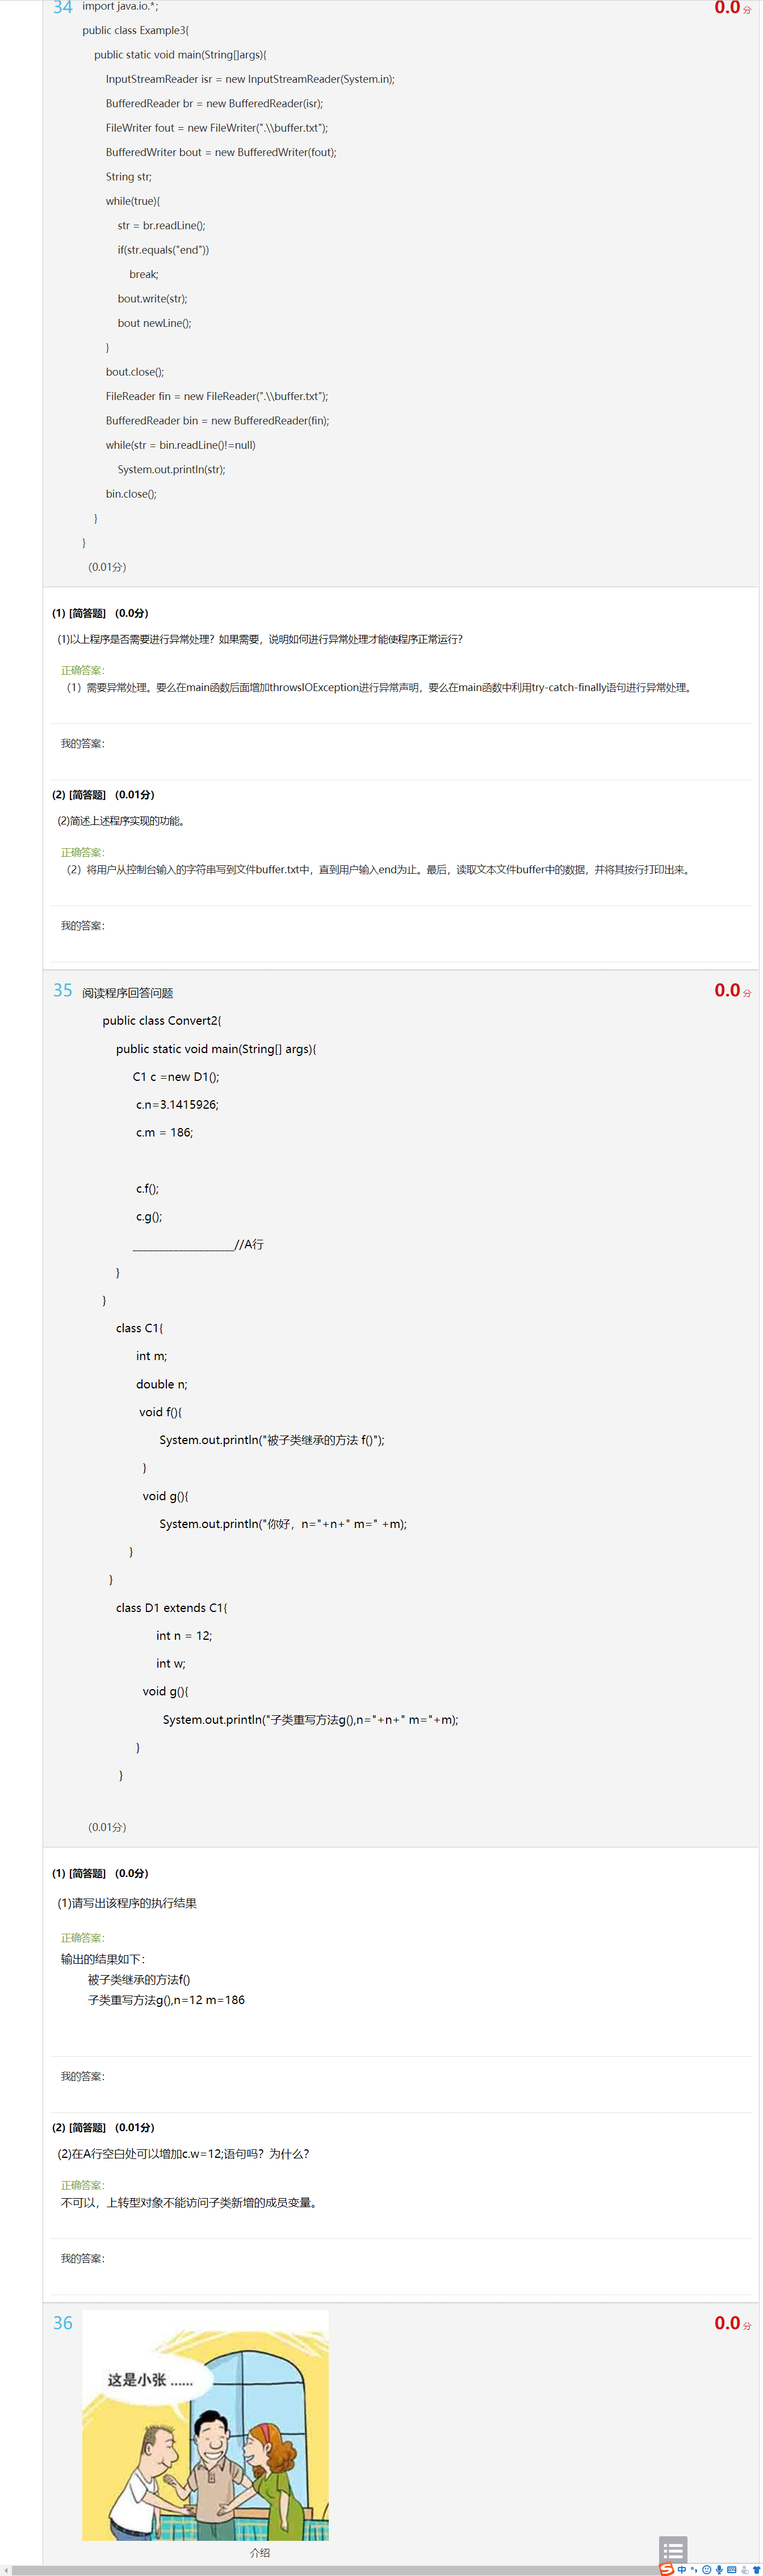 34
0.0 分
import java.io.*;
public class Example3{
public static void main(String[]args){
InputStreamReader isr = new InputStreamReader(System.in);
BufferedReader br = new BufferedReader(isr);
FileWriter fout = new FileWriter(".\\buffer.txt");
BufferedWriter bout = new BufferedWriter(fout);
String str;
while(true){
str = br.readLine();
if(str.equals("end"))
break;
bout.write(str);
bout newLine();
}
bout.close();
FileReader fin = new FileReader(".\\buffer.txt");
BufferedReader bin = new BufferedReader(fin);
while(str = bin.readLine()!=null)
System.out.println(str);
bin.close();
}
}
（0.01分）
(1) [简答题] （0.0分）
(1)以上程序是否需要进行异常处理？如果需要，说明如何进行异常处理才能使程序正常运行？
正确答案：
（1）需要异常处理。要么在main函数后面增加throwsIOException进行异常声明，要么在main函数中利用try-catch-finally语句进行异常处理。
我的答案：
(2) [简答题] （0.01分）
(2)简述上述程序实现的功能。
正确答案：
（2）将用户从控制台输入的字符串写到文件buffer.txt中，直到用户输入end为止。最后，读取文本文件buffer中的数据，并将其按行打印出来。
我的答案：
35 阅读程序回答问题
0.0 分
public class Convert2{
public static void main(String[] args){
C1 c =new D1();
c.n=3.1415926;
c.m = 186;
c.f();
c.g();
____________________//A行
}
}
class C1{
int m;
double n;
void f(){
System.out.println("被子类继承的方法 f()");
}
void g(){
System.out.println("你好，n="+n+" m=" +m);
}
}
class D1 extends C1{
int n = 12;
int w;
void g(){
System.out.println("子类重写方法g(),n="+n+" m="+m);
}
}
（0.01分）
(1) [简答题] （0.0分）
(1)请写出该程序的执行结果
正确答案：
输出的结果如下：
被子类继承的方法f()
子类重写方法g(),n=12 m=186
我的答案：
(2) [简答题] （0.01分）
(2)在A行空白处可以增加c.w=12;语句吗？为什么？
正确答案：
不可以，上转型对象不能访问子类新增的成员变量。
我的答案：
36
0.0 分
这是小张 ......
介绍
中